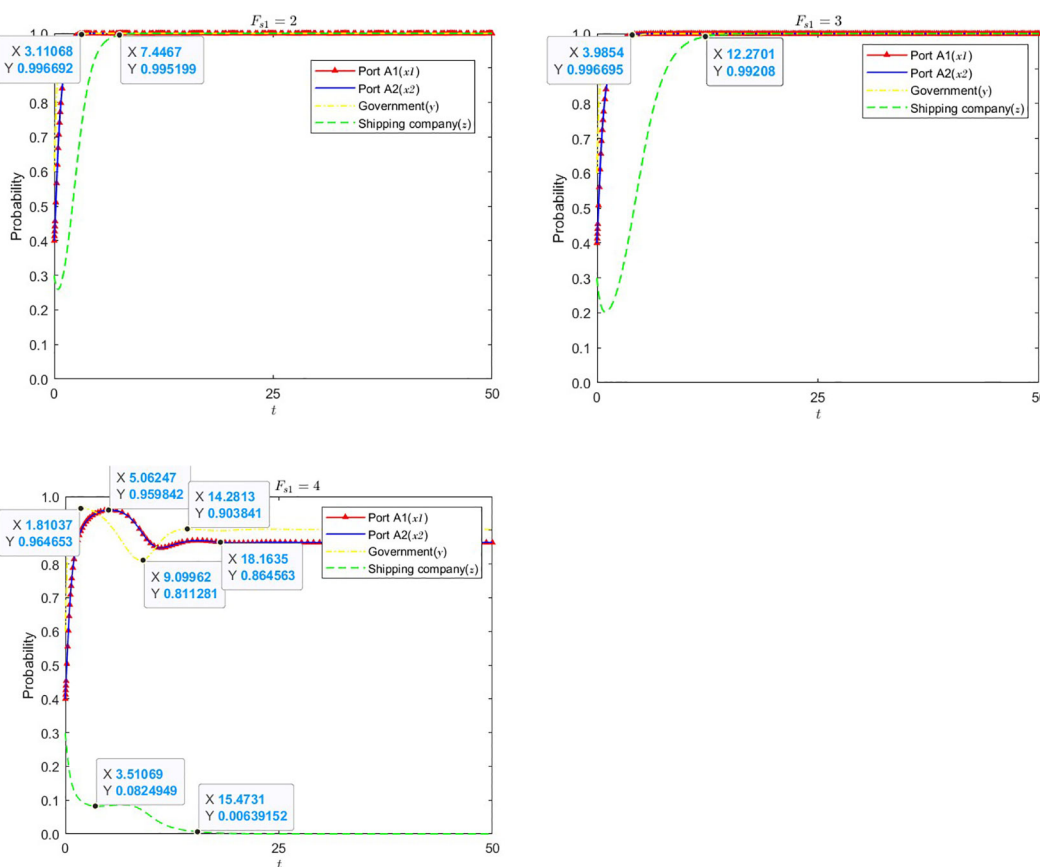 F_{s1} = 2
X 3.11068
Y 0.996692
X 7.4467
Y 0.995199
Port A1(x1)
Port A2(x2)
Government(y)
Shipping company(z)
1.0
0.9
0.8
0.7
0.6
0.5
0.4
0.3
0.2
0.1
0.0
Probability
0
25
50
t
F_{s1} = 3
X 3.9854
Y 0.996695
X 12.2701
Y 0.99208
Port A1(x1)
Port A2(x2)
Government(y)
Shipping company(z)
1.0
0.8
0.7
0.6
0.5
0.4
0.3
0.2
0.1
0.0
Probability
0
25
50
t
F_{s1} = 4
X 5.06247
Y 0.959842
X 14.2813
Y 0.903841
X 1.81037
Y 0.964653
X 9.09962
Y 0.811281
X 18.1635
Y 0.864563
Port A1(x1)
Port A2(x2)
Government(y)
Shipping company(z)
X 3.51069
Y 0.0824949
X 15.4731
Y 0.00639152
1.0
0.8
0.7
0.6
0.5
0.4
0.3
0.2
0.1
0.0
Probability
0
25
50
t